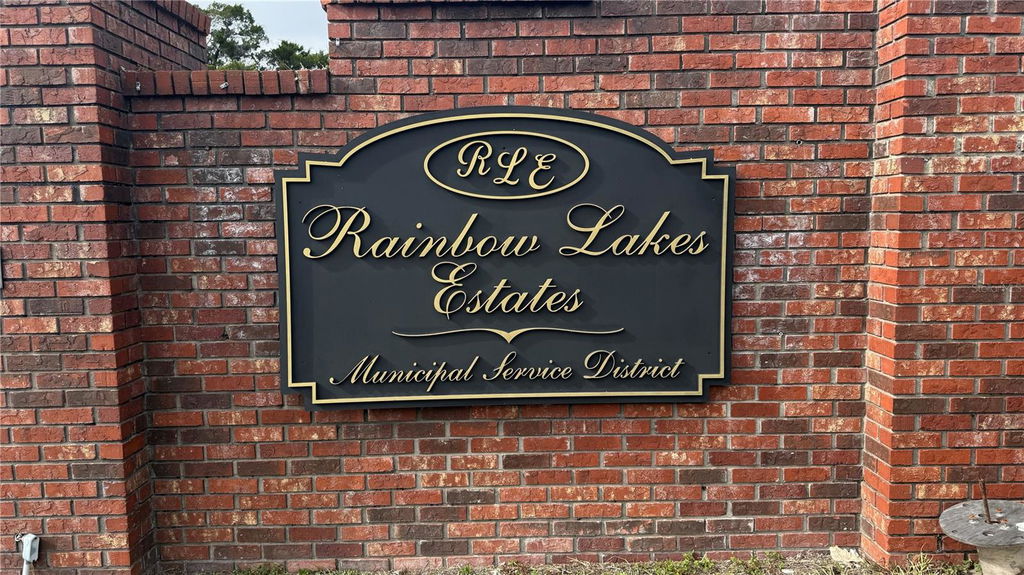 RLE
Rainbow Lakes
Estates
Municipal Service District